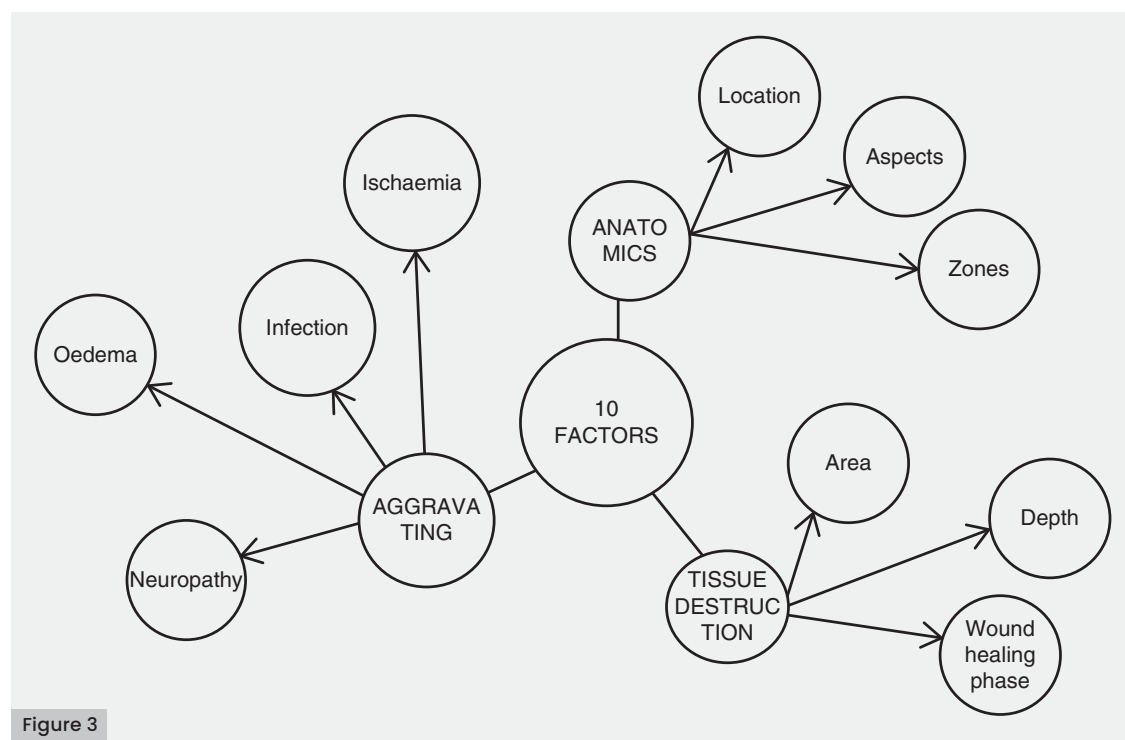 Location
Aspects
Ischaemia
ANATO
MICS
Zones
Infection
Oedema
10
FACTORS
Area
AGGRAVA
TING
Depth
Neuropathy
TISSUE
DESTRUC
TION
Wound
healing
phase
Figure 3